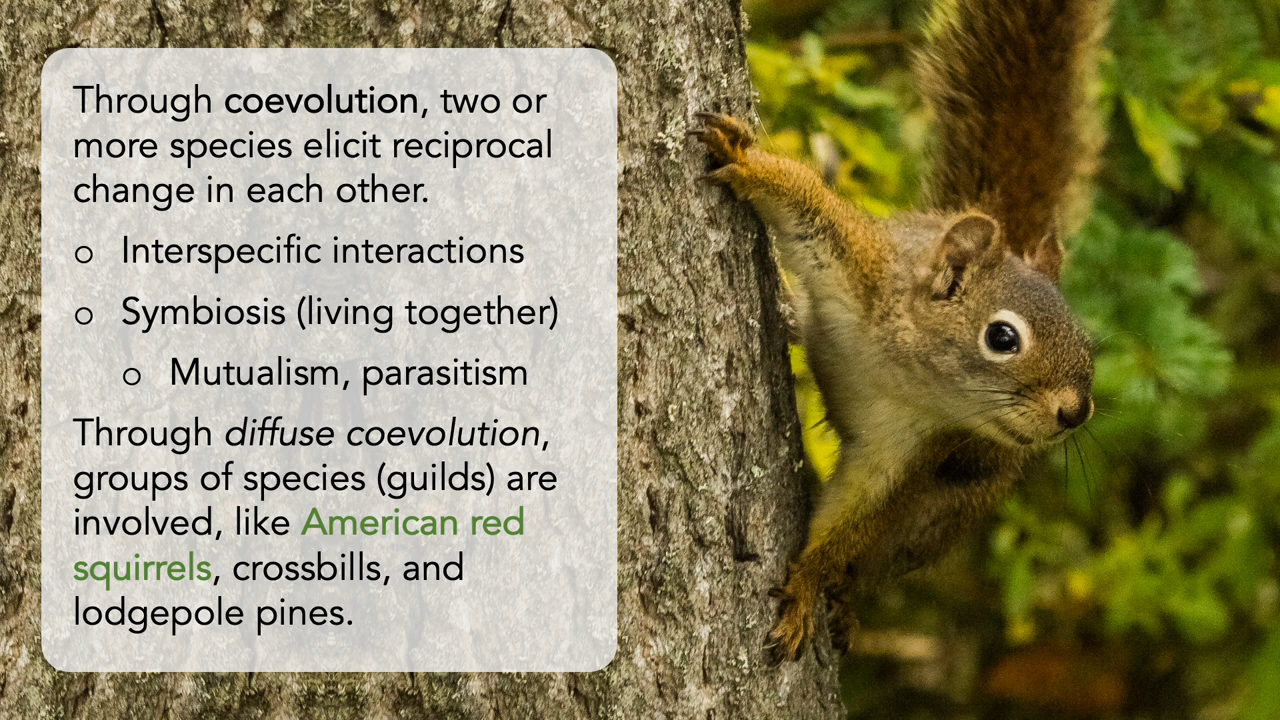 Through coevolution, two or
more species elicit reciprocal
change in each other.
o Interspecific interactions
o Symbiosis (living together)
o Mutualism, parasitism
Through diffuse coevolution,
groups of species (guilds) are
involved, like American red
squirrels, crossbills, and
lodgepole pines.